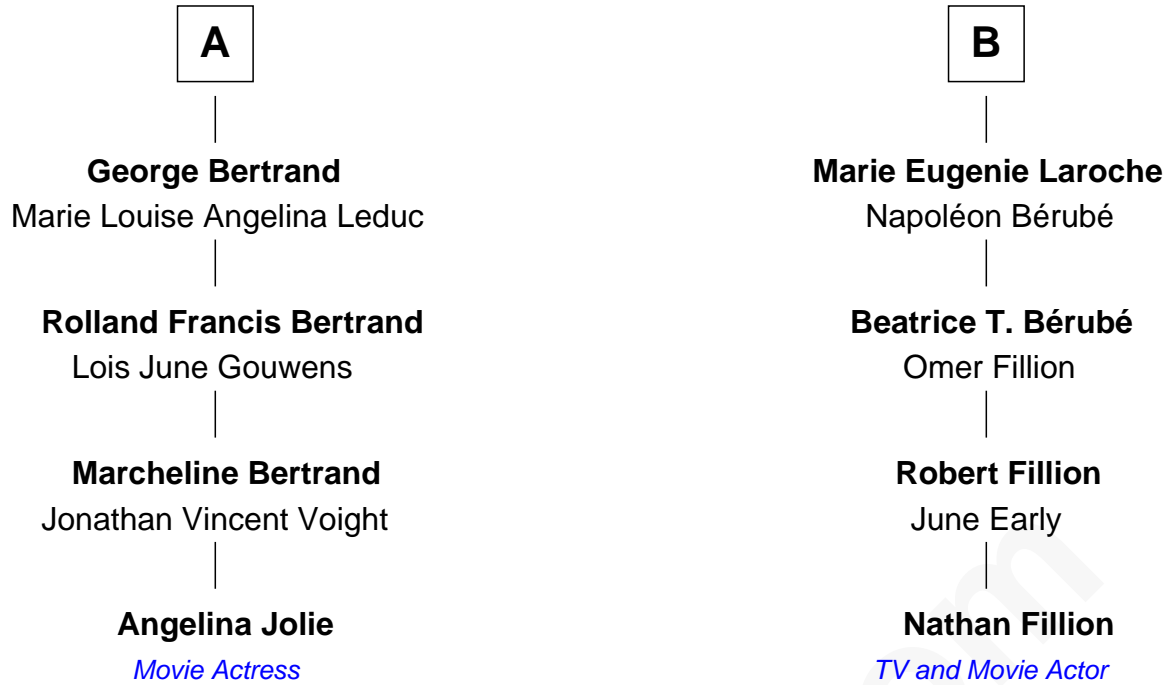 A
George Bertrand
Marie Louise Angelina Leduc
Rolland Francis Bertrand
Lois June Gouwens
Marcheline Bertrand
Jonathan Vincent Voight
Angelina Jolie
Movie Actress
B
Marie Eugenie Laroche
Napoléon Bérubé
Beatrice T. Bérubé
Omer Fillion
Robert Fillion
June Early
Nathan Fillion
TV and Movie Actor